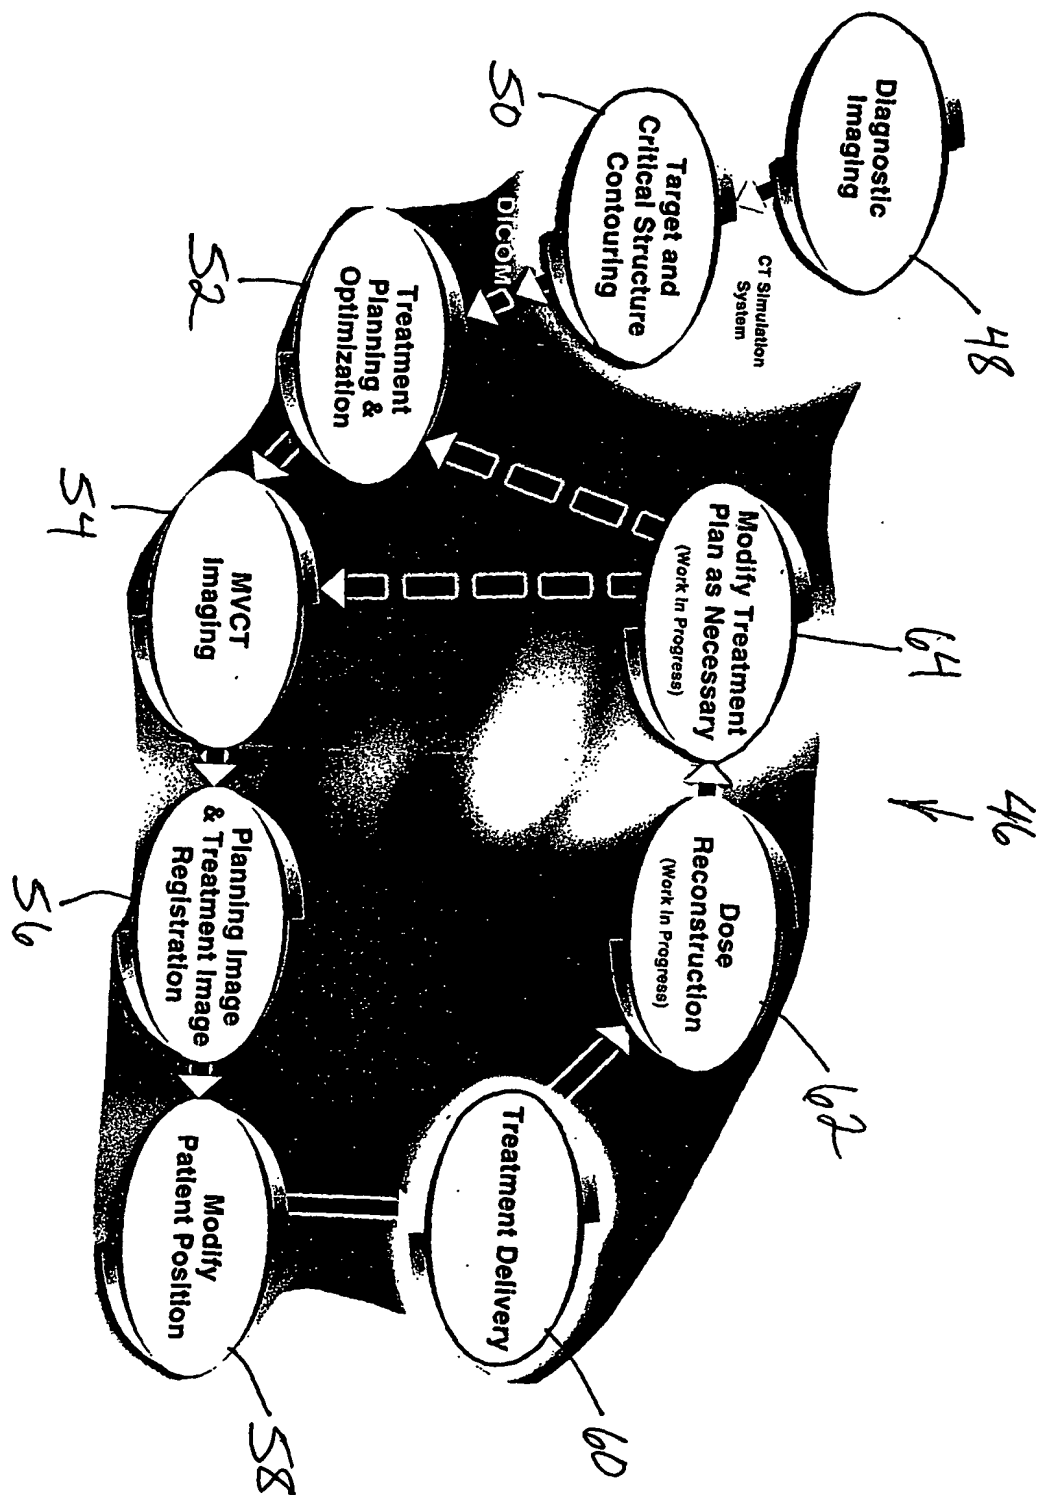 Diagnostic
Imaging
48
CT Simulation
System
Target and
Critical Structure
Contouring
50
DICOM
Treatment
Planning &
Optimization
52
MVCT
Imaging
54
Planning Image
& Treatment Image
Registration
56
Modify
Patient Position
58
Treatment Delivery
60
Dose
Reconstruction
(Work In Progress)
62
Modify Treatment
Plan as Necessary
(Work In Progress)
64
46